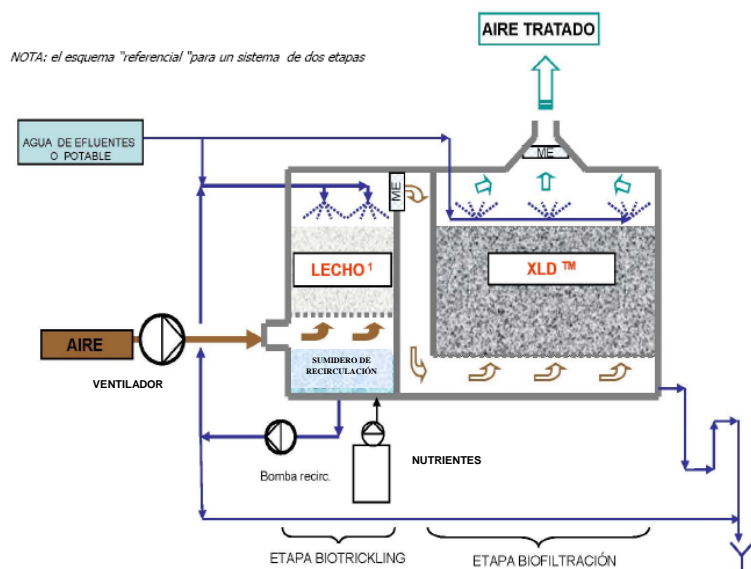 AIRE TRATADO
NOTA: el esquema "referencial "para un sistema de dos etapas
AGUA DE EFLUENTES
O POTABLE
ME
ME
LECHO 1
XLD TM
AIRE
VENTILADOR
SUMIDERO DE
RECIRCULACIÓN
Bomba recirc.
NUTRIENTES
ETAPA BIOTRICKLING
ETAPA BIOFILTRACIÓN